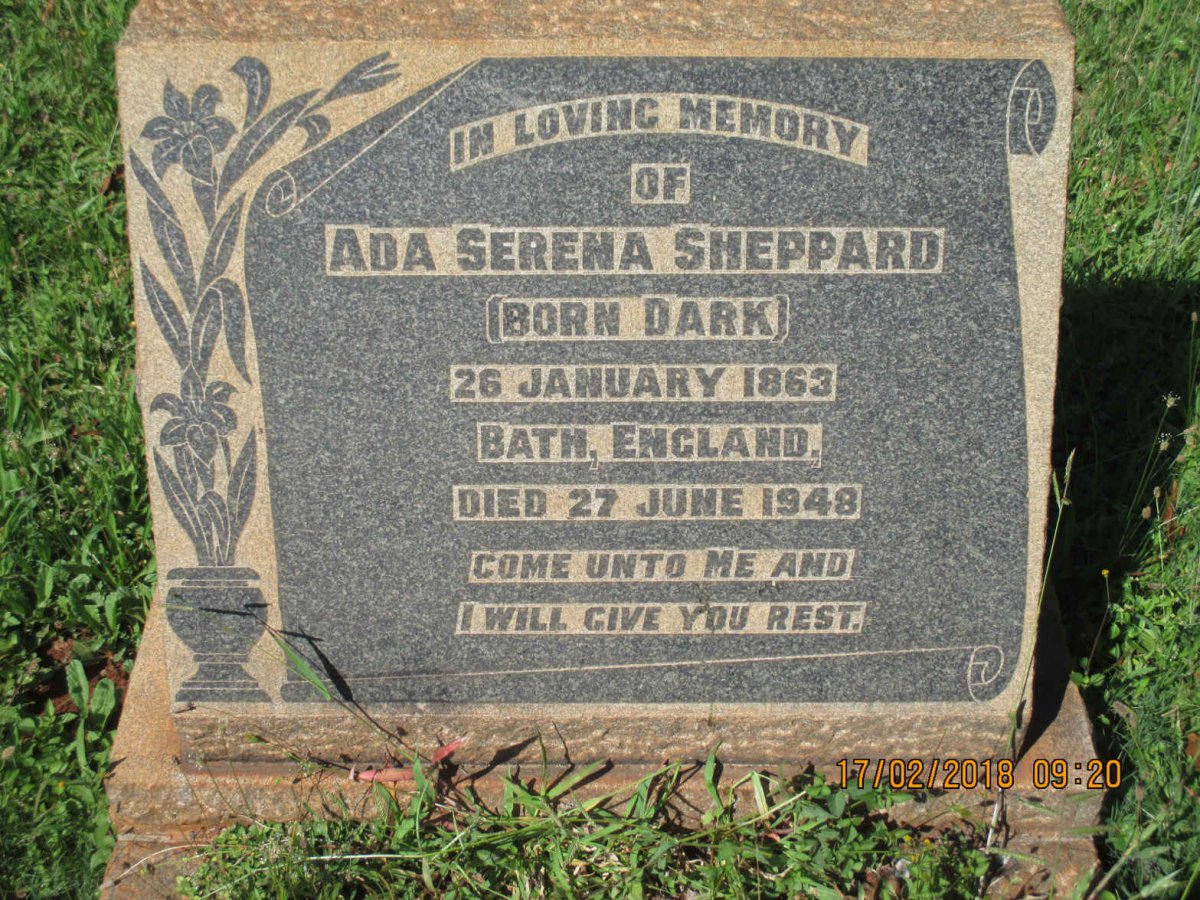 IN LOVING MEMORY
OF
ADA SERENA SHEPPARD
(BORN DARK)
26 JANUARY 1863
BATH, ENGLAND,
DIED 27 JUNE 1948
COME UNTO ME AND
I WILL GIVE YOU REST.
17/02/2018 09:20